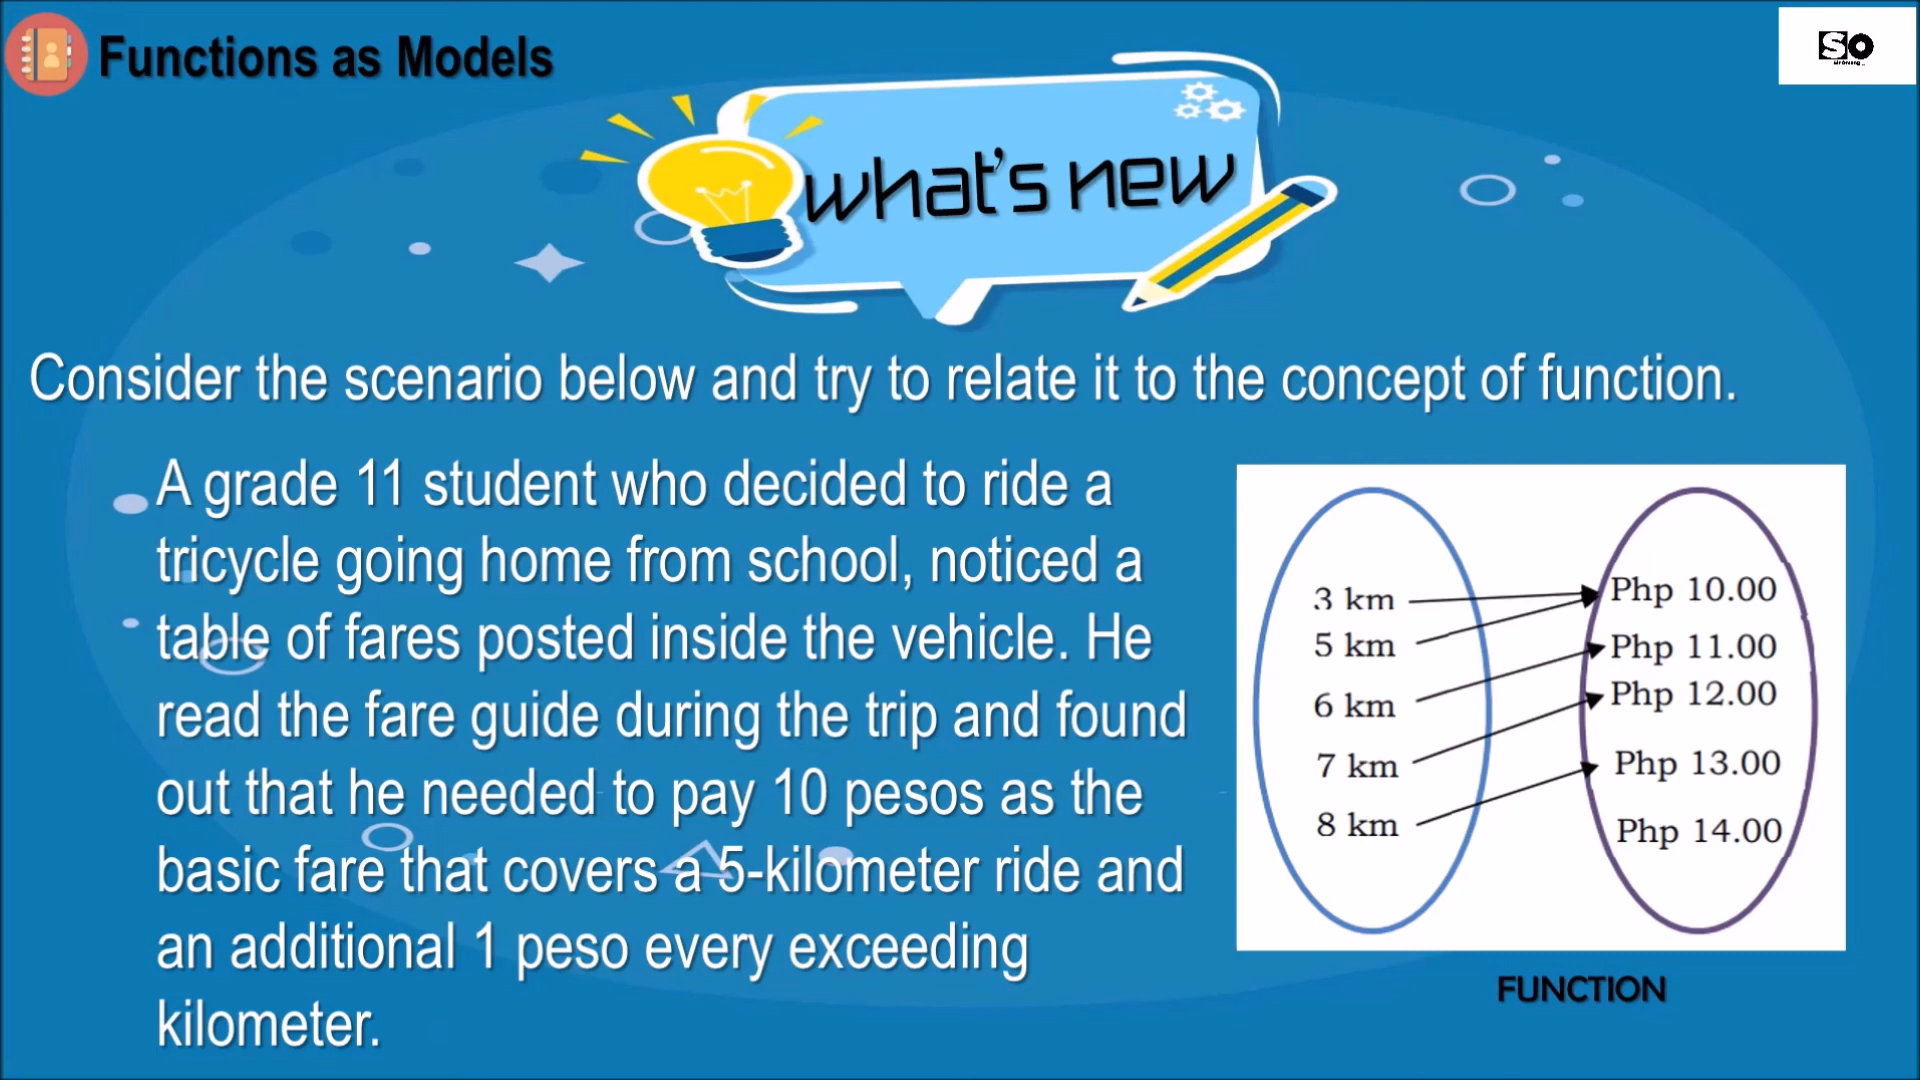 Functions as Models
SO
what's new
Consider the scenario below and try to relate it to the concept of function.
A grade 11 student who decided to ride a
tricycle going home from school, noticed a
table of fares posted inside the vehicle. He
read the fare guide during the trip and found
out that he needed to pay 10 pesos as the
basic fare that covers a 5-kilometer ride and
an additional 1 peso every exceeding
kilometer.
3 km
5 km
6 km
7 km
8 km
Php 10.00
Php 11.00
Php 12.00
Php 13.00
Php 14.00
FUNCTION